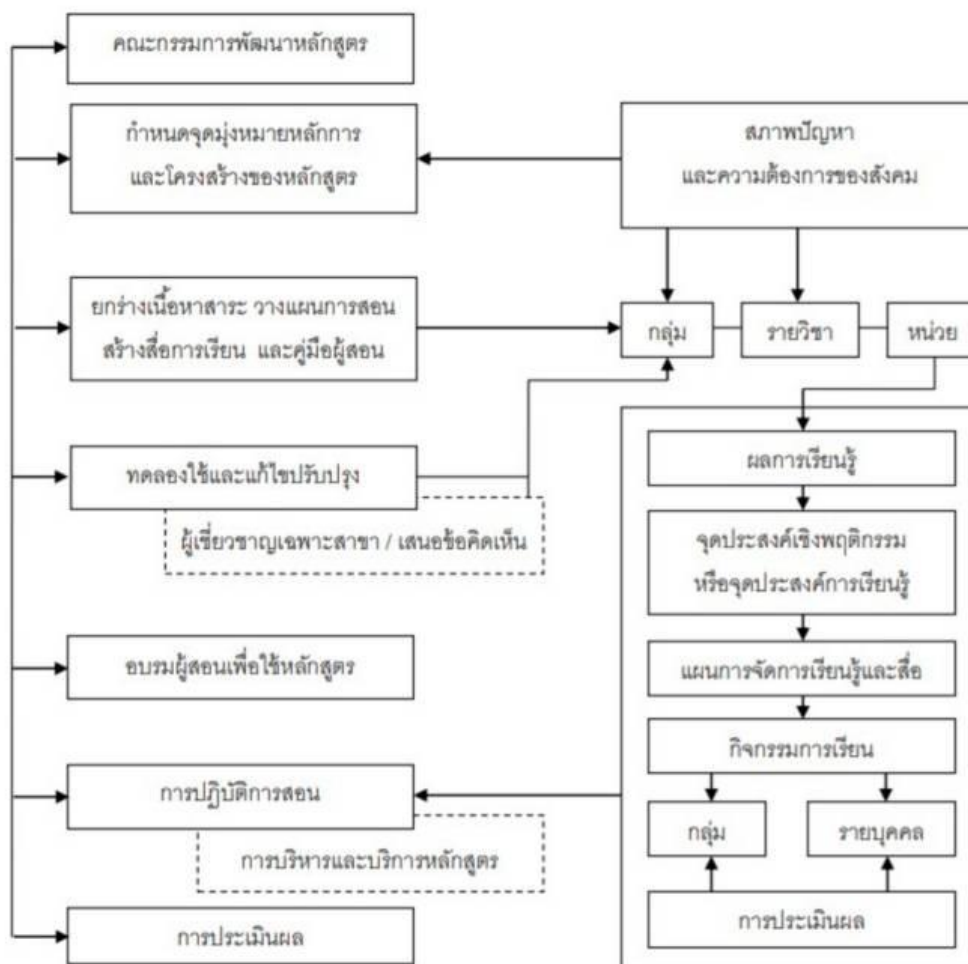 คณะกรรมการพัฒนาหลักสูตร
กำหนดจุดมุ่งหมายหลักการ
และโครงสร้างของหลักสูตร
สภาพปัญหา
และความต้องการของสังคม
ยกร่างเนื้อหาสาระ วางแผนการสอน
สร้างสื่อการเรียน และคู่มือผู้สอน
กลุ่ม
รายวิชา
หน่วย
ทดลองใช้และแก้ไขปรับปรุง
ผู้เชี่ยวชาญเฉพาะสาขา / เสนอข้อคิดเห็น
อบรมผู้สอนเพื่อใช้หลักสูตร
การปฏิบัติการสอน
การบริหารและบริการหลักสูตร
การประเมินผล
ผลการเรียนรู้
จุดประสงค์เชิงพฤติกรรม
หรือจุดประสงค์การเรียนรู้
แผนการจัดการเรียนรู้และสื่อ
กิจกรรมการเรียน
กลุ่ม
รายบุคคล
การประเมินผล